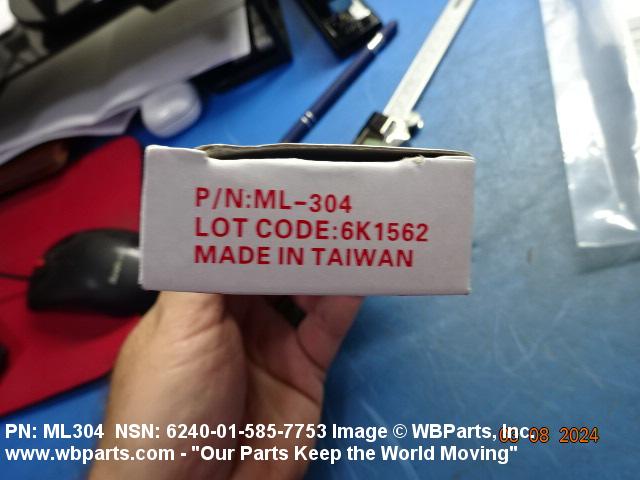 P/N:ML-304
LOT CODE:6K1562
MADE IN TAIWAN
PN: ML304 NSN: 6240-01-585-7753 Image © WBParts, Inc.
08 2024
www.wbparts.com - "Our Parts Keep the World Moving"